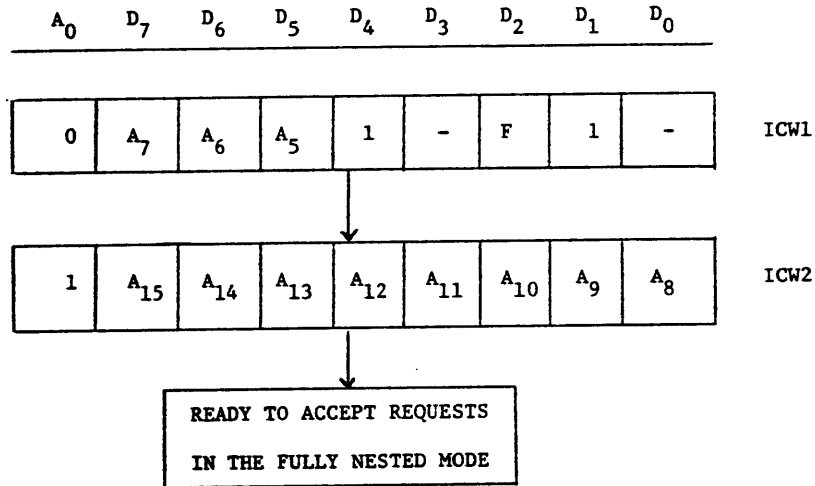 A0 D7 D6 D5 D4 D3 D2 D1 D0
0 A7 A6 A5 1 - F 1 - ICW1
1 A15 A14 A13 A12 A11 A10 A9 A8 ICW2
READY TO ACCEPT REQUESTS
IN THE FULLY NESTED MODE